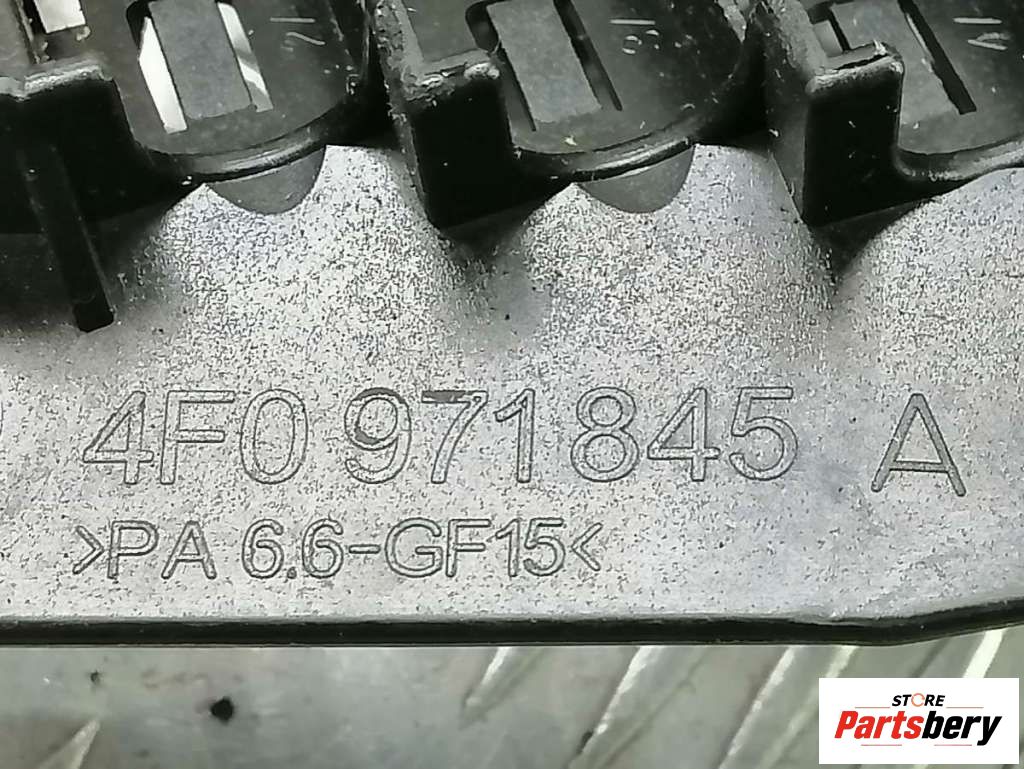 4F0 971845 A
>PA 6.6-GF15<
STORE
Partsbery